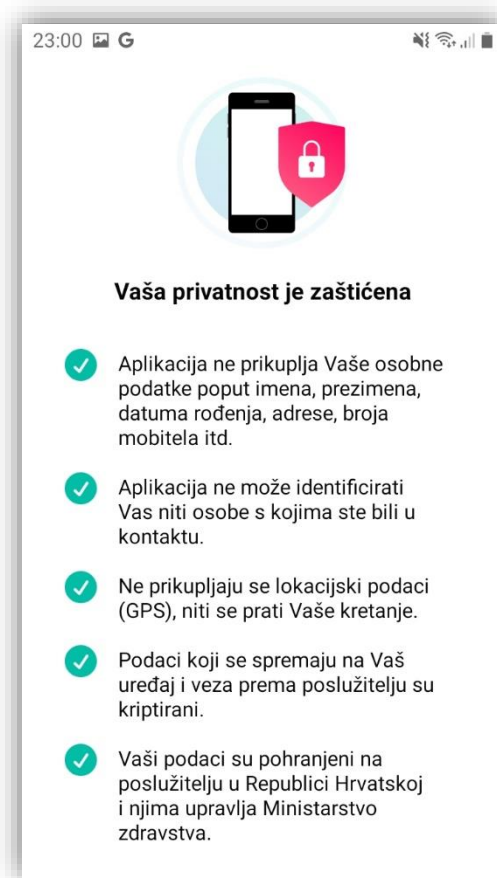 23:00 G
Vaša privatnost je zaštićena
Aplikacija ne prikuplja Vaše osobne
podatke poput imena, prezimena,
datuma rođenja, adrese, broja
mobitela itd.
Aplikacija ne može identificirati
Vas niti osobe s kojima ste bili u
kontaktu.
Ne prikupljaju se lokacijski podaci
(GPS), niti se prati Vaše kretanje.
Podaci koji se spremaju na Vaš
uređaj i veza prema poslužitelju su
kriptirani.
Vaši podaci su pohranjeni na
poslužitelju u Republici Hrvatskoj
i njima upravlja Ministarstvo
zdravstva.